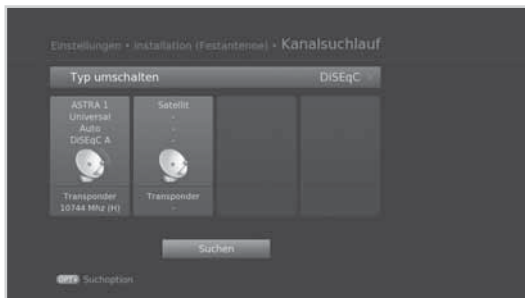 Einstellungen • Installation (Festantenne) • Kanalsuchlauf
Typ umschalten DiSEqC
ASTRA 1 Satellit
Universal -
Auto -
DiSEqC A -
Transponder Transponder
10744 Mhz (H) -
Suchen
OPT+ Suchoption